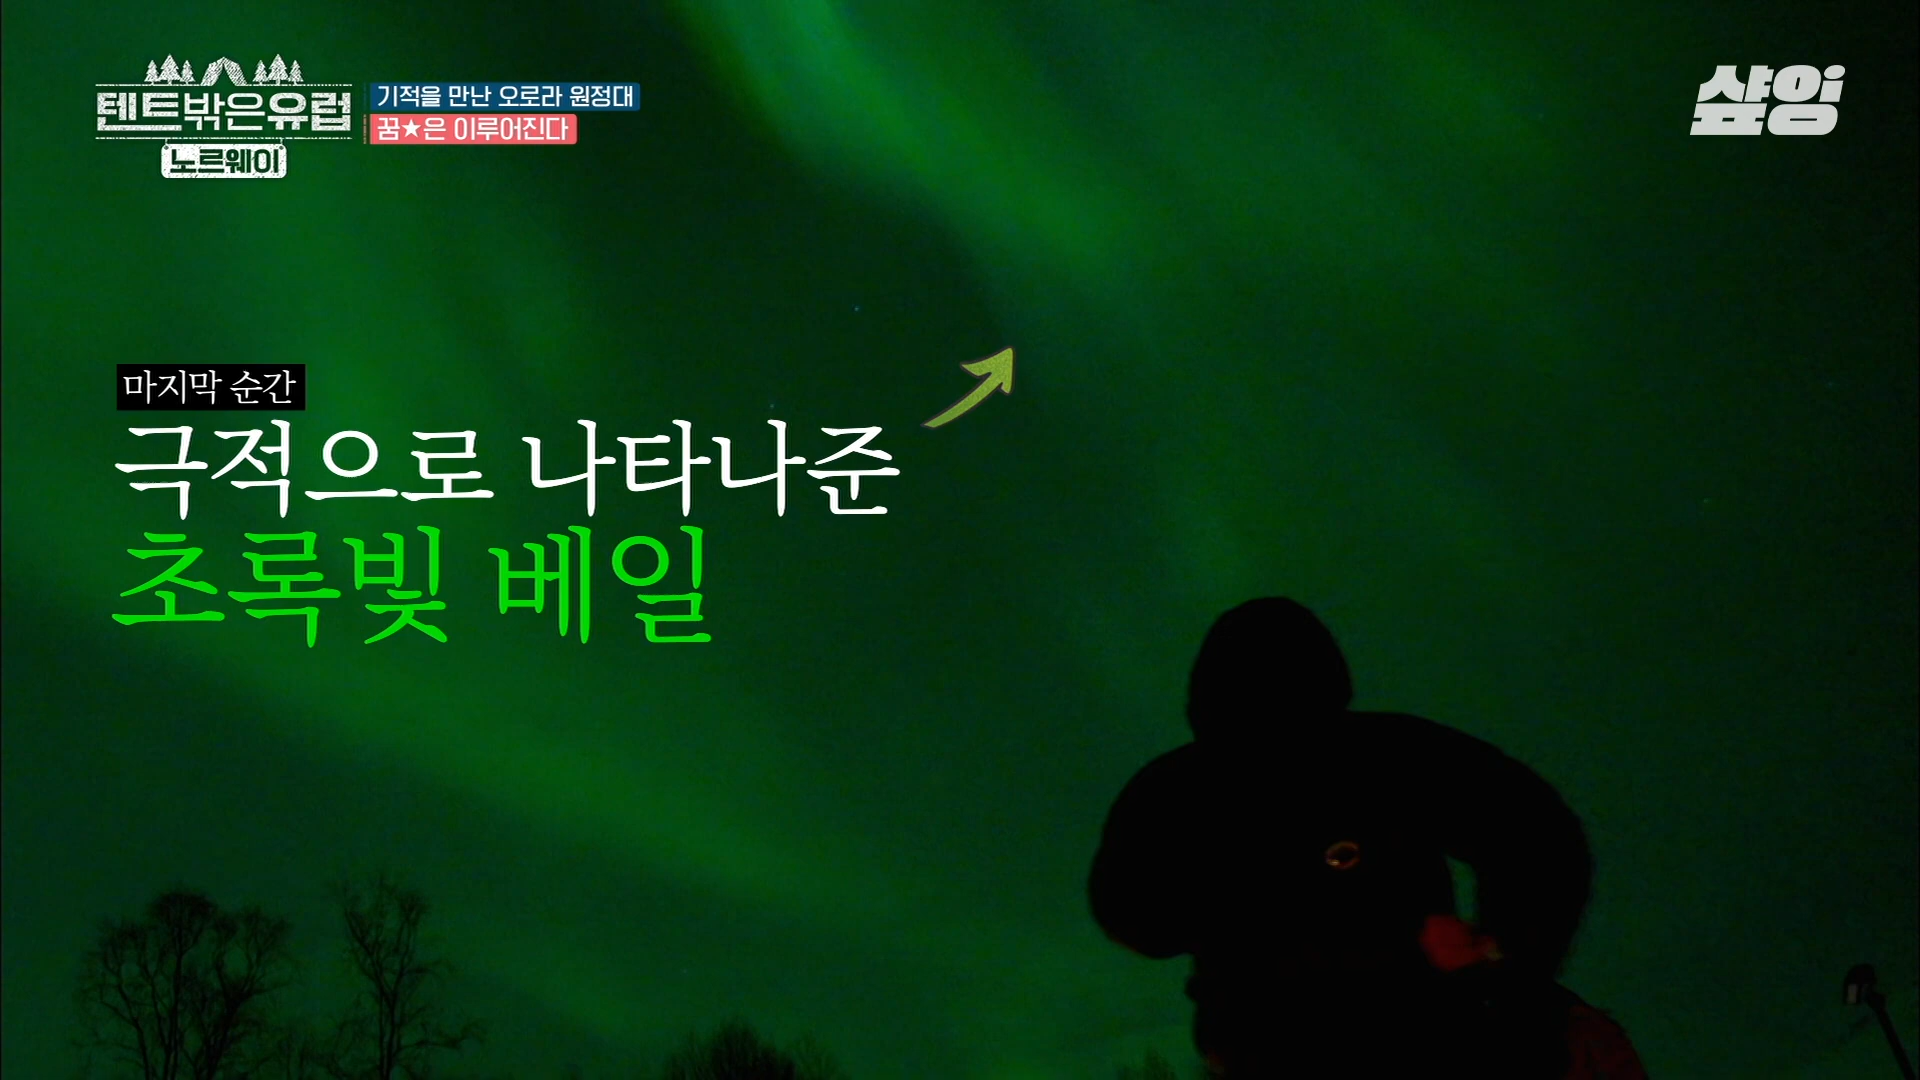 텐트밖은유럽
노르웨이
기적을 만난 오로라 원정대
꿈★은 이루어진다
샾잉
마지막 순간
극적으로 나타나준
초록빛 베일